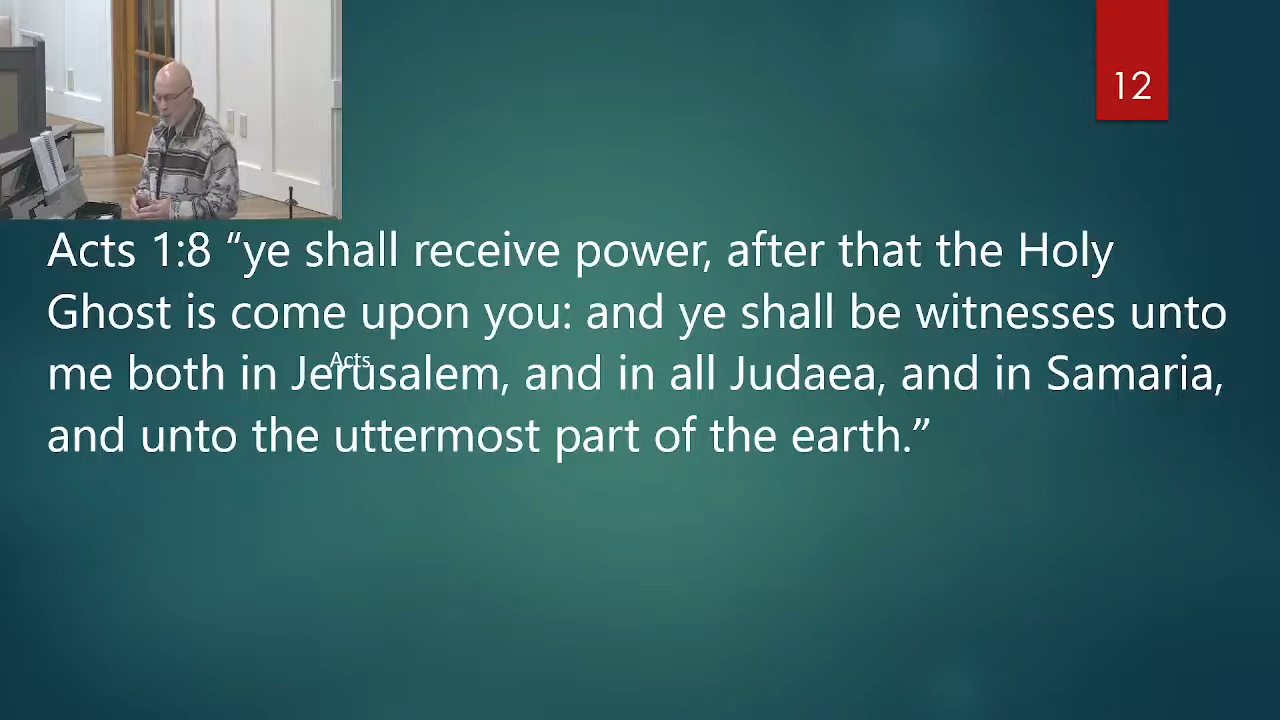 12
Acts 1:8 “ye shall receive power, after that the Holy
Ghost is come upon you: and ye shall be witnesses unto
Acts
me both in Jerusalem, and in all Judaea, and in Samaria,
and unto the uttermost part of the earth.”